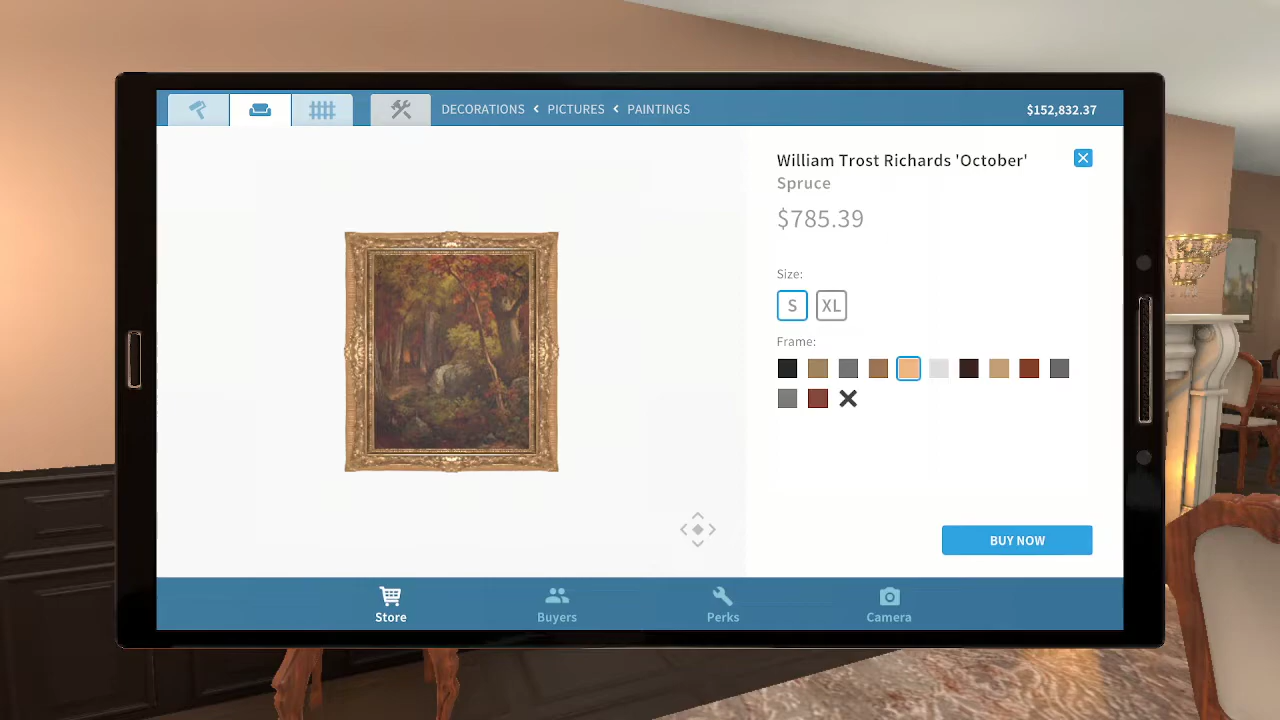 DECORATIONS < PICTURES < PAINTINGS
$152,832.37
William Trost Richards 'October'
Spruce
$785.39
Size:
S XL
Frame:
BUY NOW
Store Buyers Perks Camera